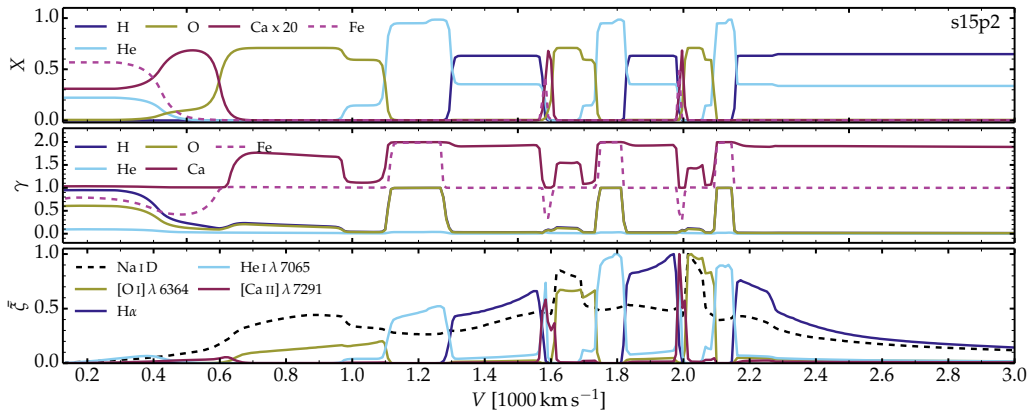 s15p2
H O Ca x 20 Fe
He
X
1.0
0.5
0.0
H O Fe
He Ca
γ
2.0
1.5
1.0
0.5
0.0
Na I D He I λ 7065
[O I] λ 6364 [Ca II] λ 7291
Hα
ξ̄
1.0
0.5
0.0
0.2 0.4 0.6 0.8 1.0 1.2 1.4 1.6 1.8 2.0 2.2 2.4 2.6 2.8 3.0
V [1000 km s⁻¹]